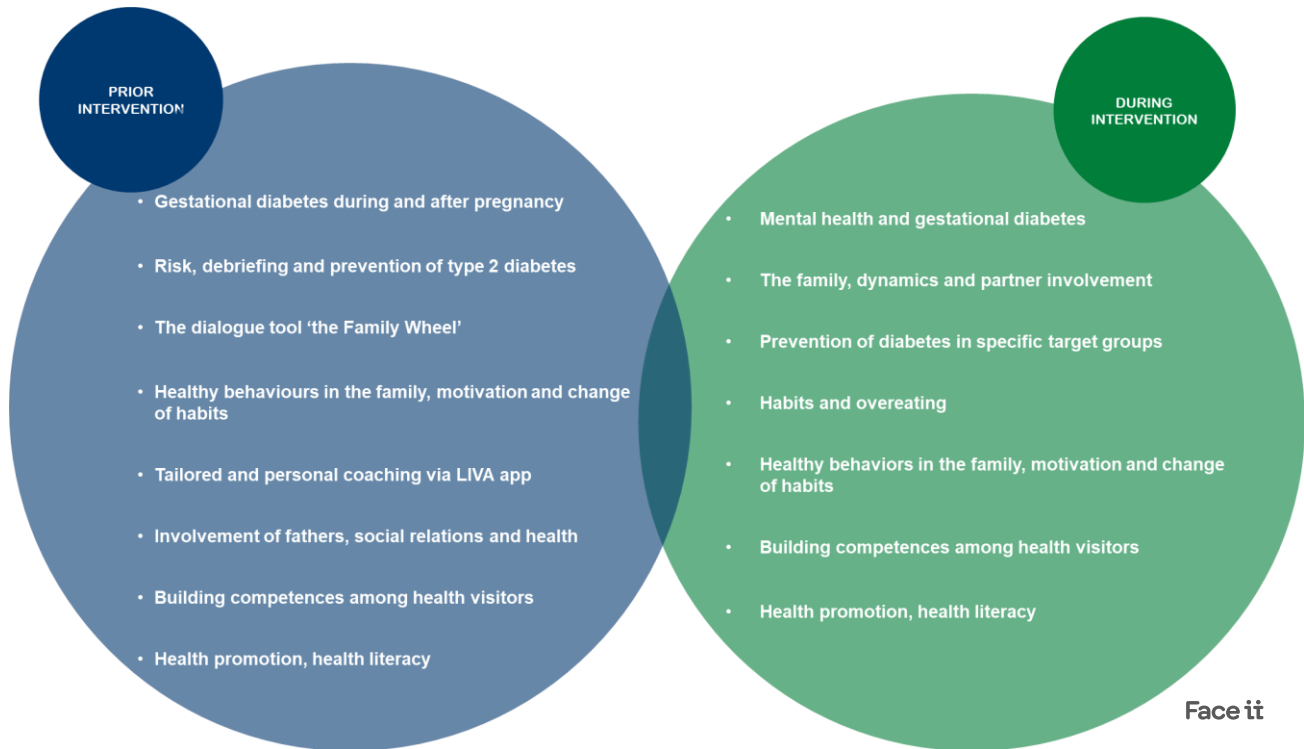 PRIOR
INTERVENTION
• Gestational diabetes during and after pregnancy
• Risk, debriefing and prevention of type 2 diabetes
• The dialogue tool ‘the Family Wheel’
• Healthy behaviours in the family, motivation and change
of habits
• Tailored and personal coaching via LIVA app
• Involvement of fathers, social relations and health
• Building competences among health visitors
• Health promotion, health literacy
DURING
INTERVENTION
• Mental health and gestational diabetes
• The family, dynamics and partner involvement
• Prevention of diabetes in specific target groups
• Habits and overeating
• Healthy behaviors in the family, motivation and change
of habits
• Building competences among health visitors
• Health promotion, health literacy
Face it